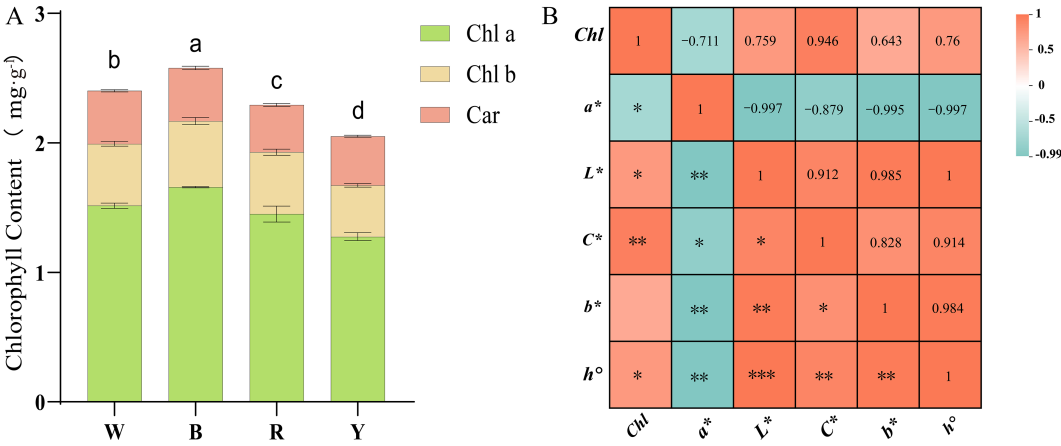 A
Chlorophyll Content ( mg·g⁻¹)
3
2
1
0
b
a
c
d
Chl a
Chl b
Car
W B R Y
B
Chl 1 −0.711 0.759 0.946 0.643 0.76
a* * 1 −0.997 −0.879 −0.995 −0.997
L* * ** 1 0.912 0.985 1
C* ** * * 1 0.828 0.914
b* ** ** * 1 0.984
h° * ** *** ** ** 1
Chl a* L* C* b* h°
1
0.5
0
-0.5
-0.99